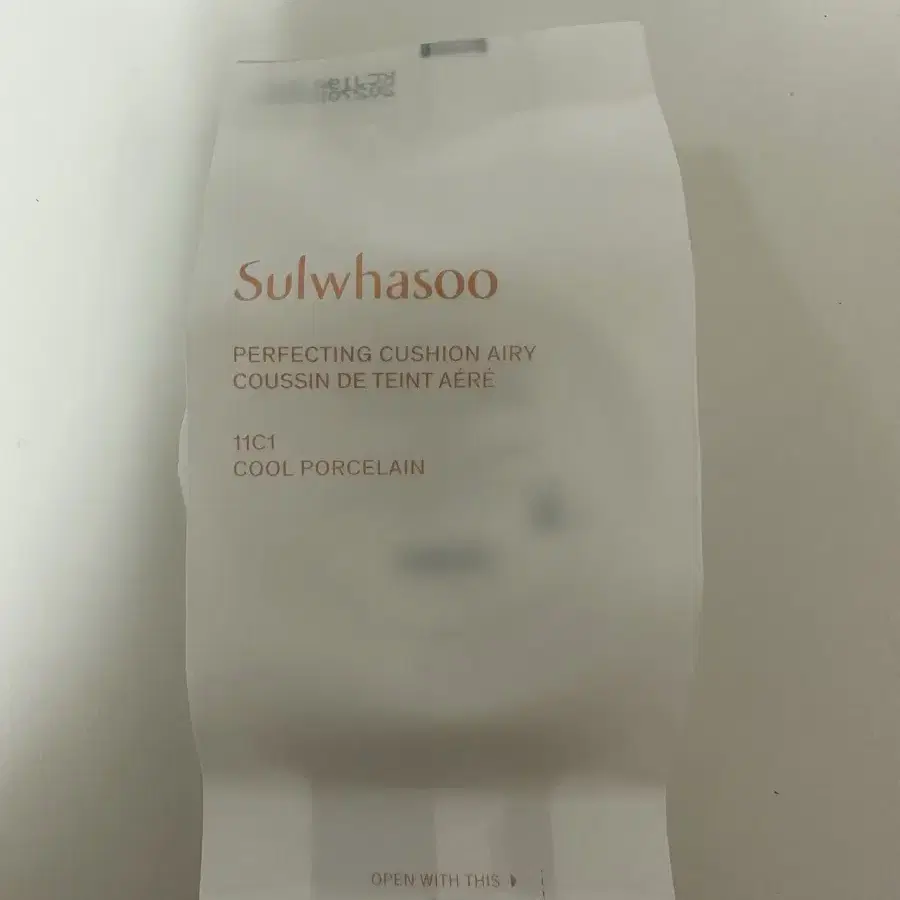 Sulwhasoo
PERFECTING CUSHION AIRY
COUSSIN DE TEINT AÉRÉ
11C1
COOL PORCELAIN
OPEN WITH THIS